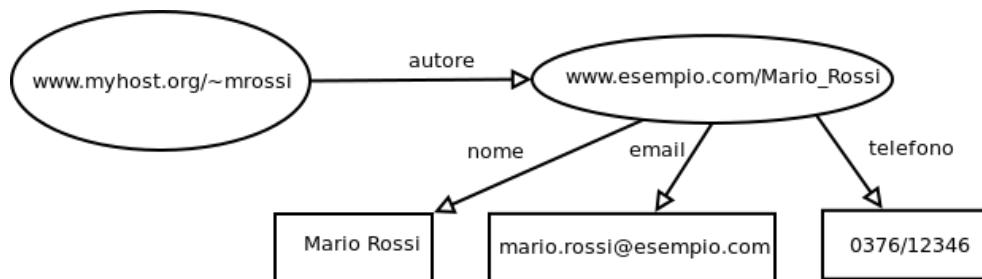 www.myhost.org/~mrossi
autore
www.esempio.com/Mario_Rossi
nome
email
telefono
Mario Rossi
mario.rossi@esempio.com
0376/12346